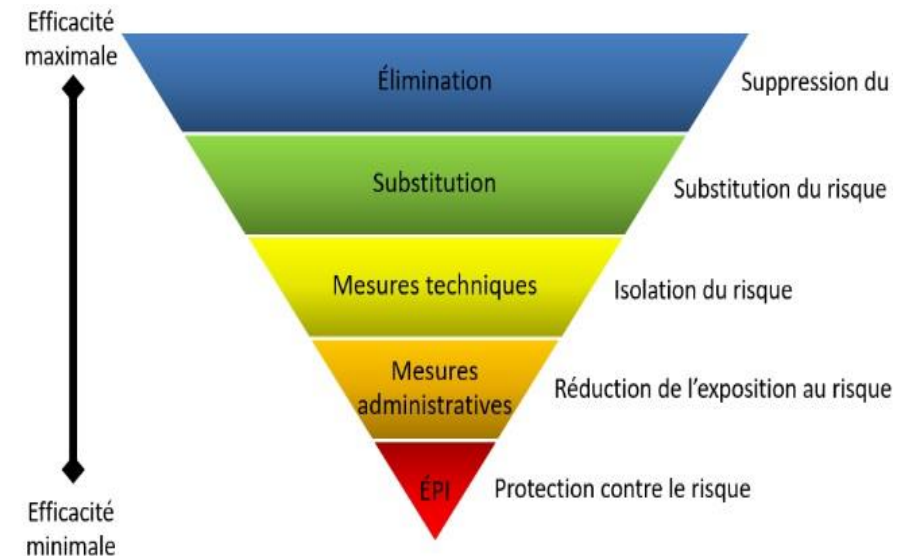 Efficacité
maximale
Élimination
Suppression du
Substitution
Substitution du risque
Mesures techniques
Isolation du risque
Mesures
administratives
Réduction de l'exposition au risque
ÉPI
Protection contre le risque
Efficacité
minimale